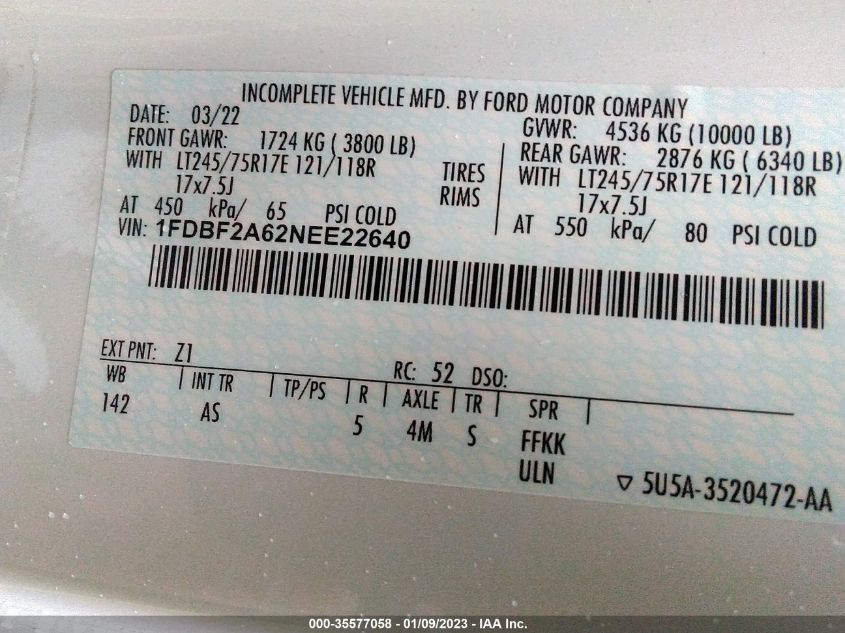 INCOMPLETE VEHICLE MFD. BY FORD MOTOR COMPANY
DATE: 03/22 GVWR: 4536 KG (10000 LB)
FRONT GAWR: 1724 KG ( 3800 LB) REAR GAWR: 2876 KG ( 6340 LB)
WITH LT245/75R17E 121/118R TIRES WITH LT245/75R17E 121/118R
17x7.5J RIMS 17x7.5J
AT 450 kPa/ 65 PSI COLD AT 550 kPa/ 80 PSI COLD
VIN: 1FDBF2A62NEE22640
EXT PNT: Z1 RC: 52 DSO:
WB INT TR TP/PS R AXLE TR SPR
142 AS 5 4M S FFKK
ULN
▽ 5U5A-3520472-AA
000-35577058 - 01/09/2023 - IAA Inc.